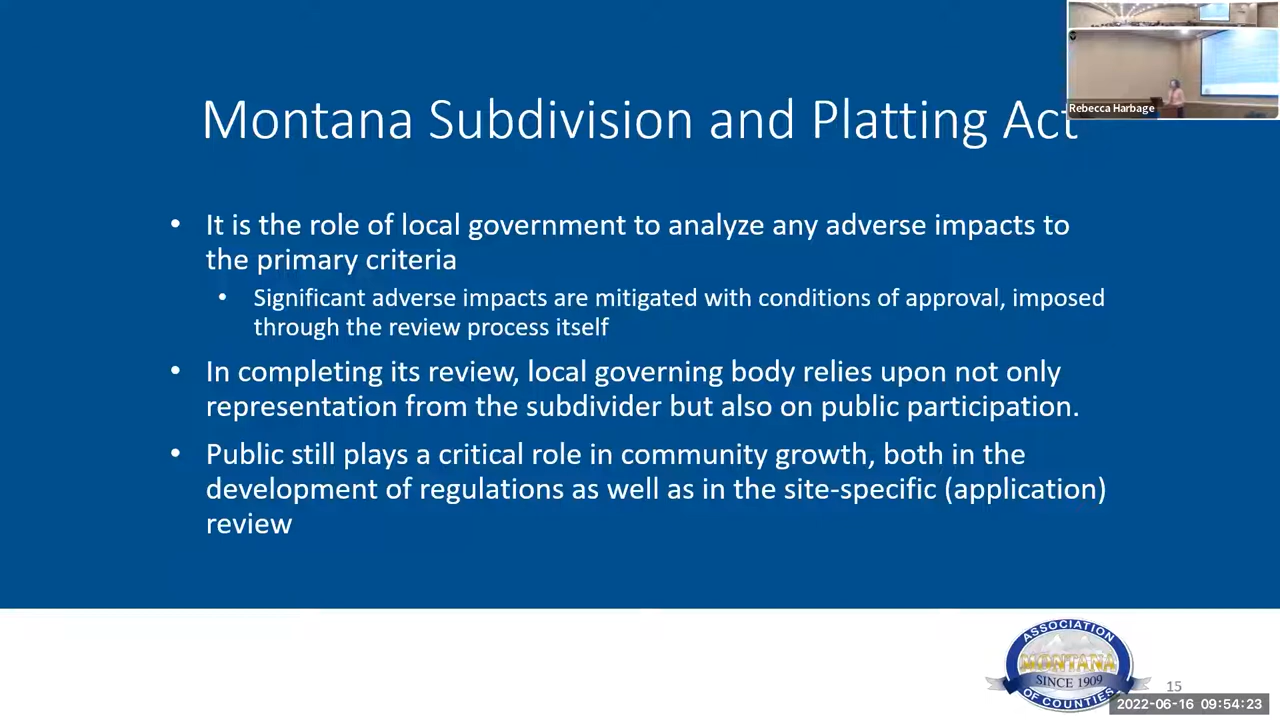 Rebecca Harbage
Montana Subdivision and Platting Act
• It is the role of local government to analyze any adverse impacts to
the primary criteria
• Significant adverse impacts are mitigated with conditions of approval, imposed
through the review process itself
• In completing its review, local governing body relies upon not only
representation from the subdivider but also on public participation.
• Public still plays a critical role in community growth, both in the
development of regulations as well as in the site-specific (application)
review
ASSOCIATION
MONTANA
SINCE 1909
OF COUNTIES
15
2022-06-16 09:54:23